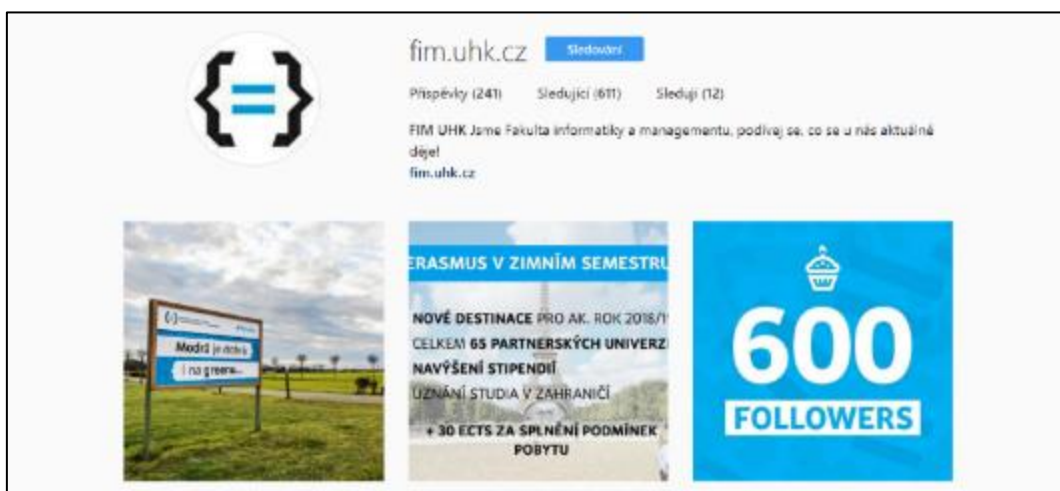 fim.uhk.cz Sledování
Příspěvky (241) Sledující (611) Sleduji (12)
FIM UHK Jsme Fakulta informatiky a managementu, podívej se, co se u nás aktuálně
děje!
fim.uhk.cz
{=}
Modrá je dobrá
i na greenu...
ERASMUS V ZIMNÍM SEMESTRU
NOVÉ DESTINACE PRO AK. ROK 2018/1
CELKEM 65 PARTNERSKÝCH UNIVERZ
NAVÝŠENÍ STIPENDIÍ
UZNÁNÍ STUDIA V ZAHRANIČÍ
+ 30 ECTS ZA SPLNĚNÍ PODMÍNEK
POBYTU
600
FOLLOWERS